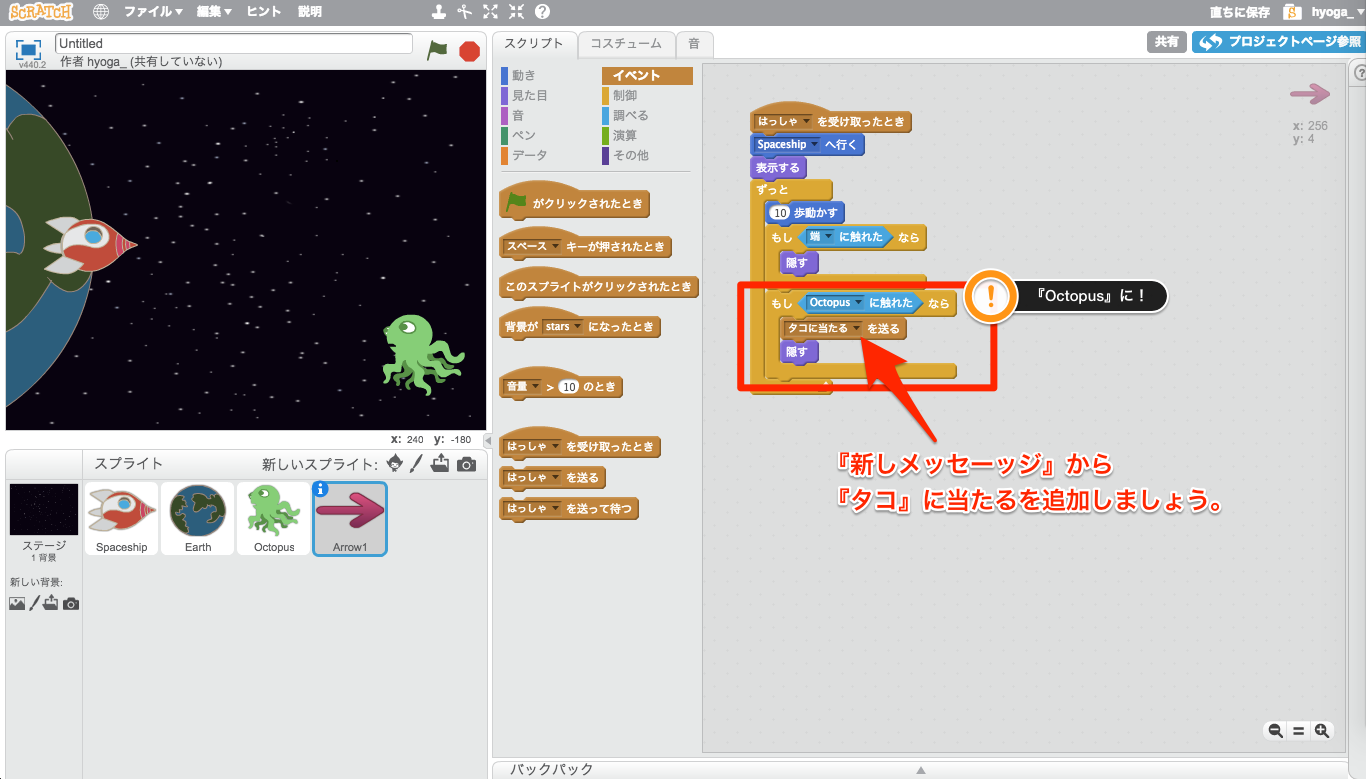 SCRATCH ファイル▼ 編集▼ ヒント 説明 直ちに保存 hyoga_▼
Untitled
作者 hyoga_ (共有していない)
v440.2
スクリプト コスチューム 音
共有 プロジェクトページ参照
動き イベント
見た目 制御
音 調べる
ペン 演算
データ その他
がクリックされたとき
スペース▼ キーが押されたとき
このスプライトがクリックされたとき
背景が stars▼ になったとき
音量▼ > 10 のとき
はっしゃ▼ を受け取ったとき
はっしゃ▼ を送る
はっしゃ▼ を送って待つ
はっしゃ▼ を受け取ったとき
Spaceship▼ へ行く
表示する
ずっと
10 歩動かす
もし 端▼ に触れた なら
隠す
もし Octopus▼ に触れた なら
タコに当たる▼ を送る
隠す
『Octopus』に！
『新しメッセーッジ』から
『タコ』に当たるを追加しましょう。
x: 256
y: 4
x: 240 y: -180
スプライト 新しいスプライト:
ステージ
1 背景
新しい背景:
Spaceship Earth Octopus Arrow1
バックパック